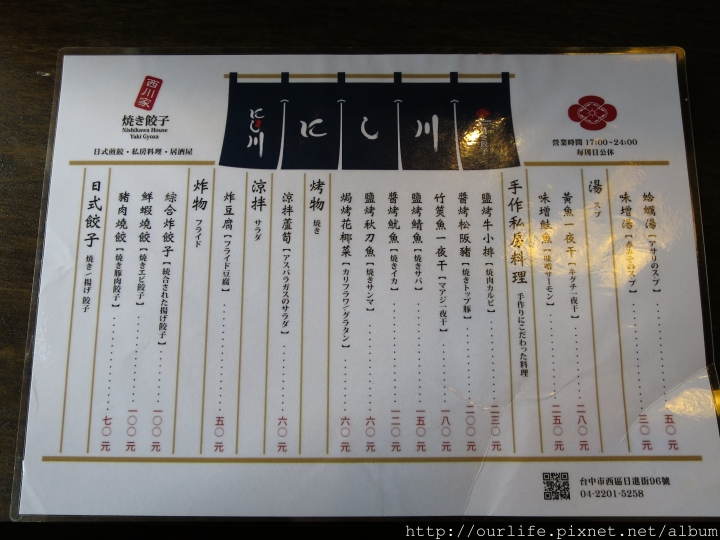 西川家
焼き餃子
Nishikawa House
Yaki Gyoza
日式煎餃・私房料理・居酒屋
にし川
にし川
營業時間 17:00~24:00
每週日公休
日式餃子 焼き/揚げ餃子
豬肉燒餃【焼き豚肉餃子】 七〇元
鮮蝦燒餃【焼きエビ餃子】 一〇〇元
綜合炸餃子【統合された揚げ餃子】 一〇〇元
炸物 フライド
炸豆腐【フライド豆腐】 五〇元
涼拌 サラダ
涼拌蘆筍【アスパラガスのサラダ】 六〇元
烤物 焼き
焗烤花椰菜【カリフラワングラタン】 六〇元
鹽烤秋刀魚【焼きサンマ】 六〇元
醬烤魷魚【焼きイカ】 一二〇元
鹽烤鯖魚【焼きサバ】 一五〇元
竹筴魚一夜干【マアジ一夜干】 一八〇元
醬烤松阪豬【焼きトップ豚】 二〇〇元
鹽烤牛小排【焼肉カルビ】 二三〇元
手作私房料理 手作りにこだわった料理
味增鮭魚【味噌サーモン】 二五〇元
黃魚一夜干【キグチ一夜干】 二八〇元
湯 スプ
味增湯 三〇元
蛤蠣湯【アサリのスプ】 五〇元
台中市西區日進街96號
04-2201-5258
http://ourlife.pixnet.net/album